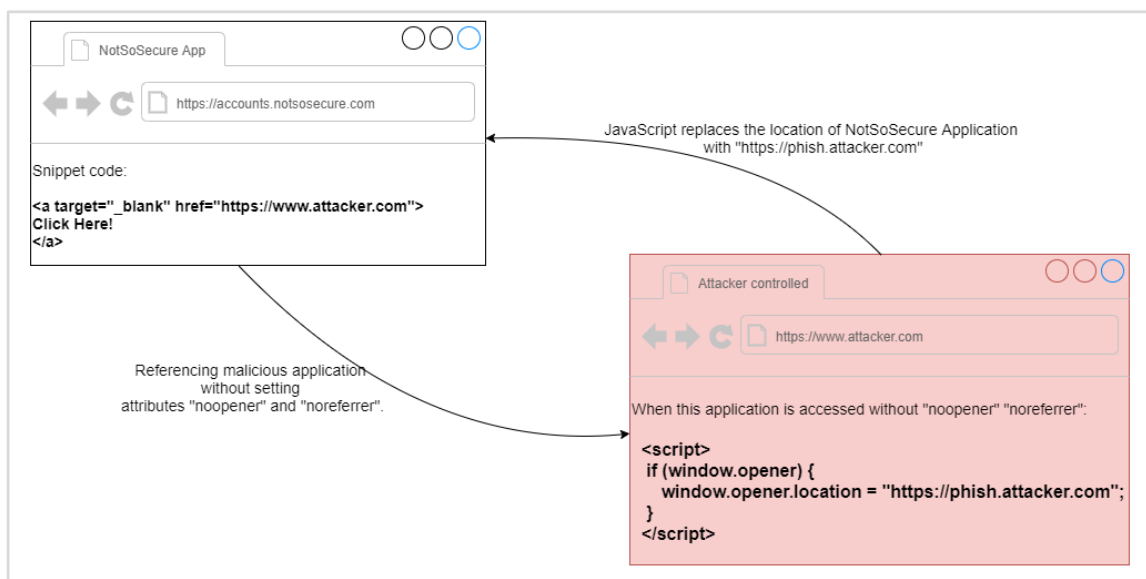 NotSoSecure App
https://accounts.notsosecure.com
Snippet code:
<a target="_blank" href="https://www.attacker.com">
Click Here!
</a>
JavaScript replaces the location of NotSoSecure Application
with "https://phish.attacker.com"
Referencing malicious application
without setting
attributes "noopener" and "noreferrer".
Attacker controlled
https://www.attacker.com
When this application is accessed without "noopener" "noreferrer":
<script>
if (window.opener) {
window.opener.location = "https://phish.attacker.com";
}
</script>